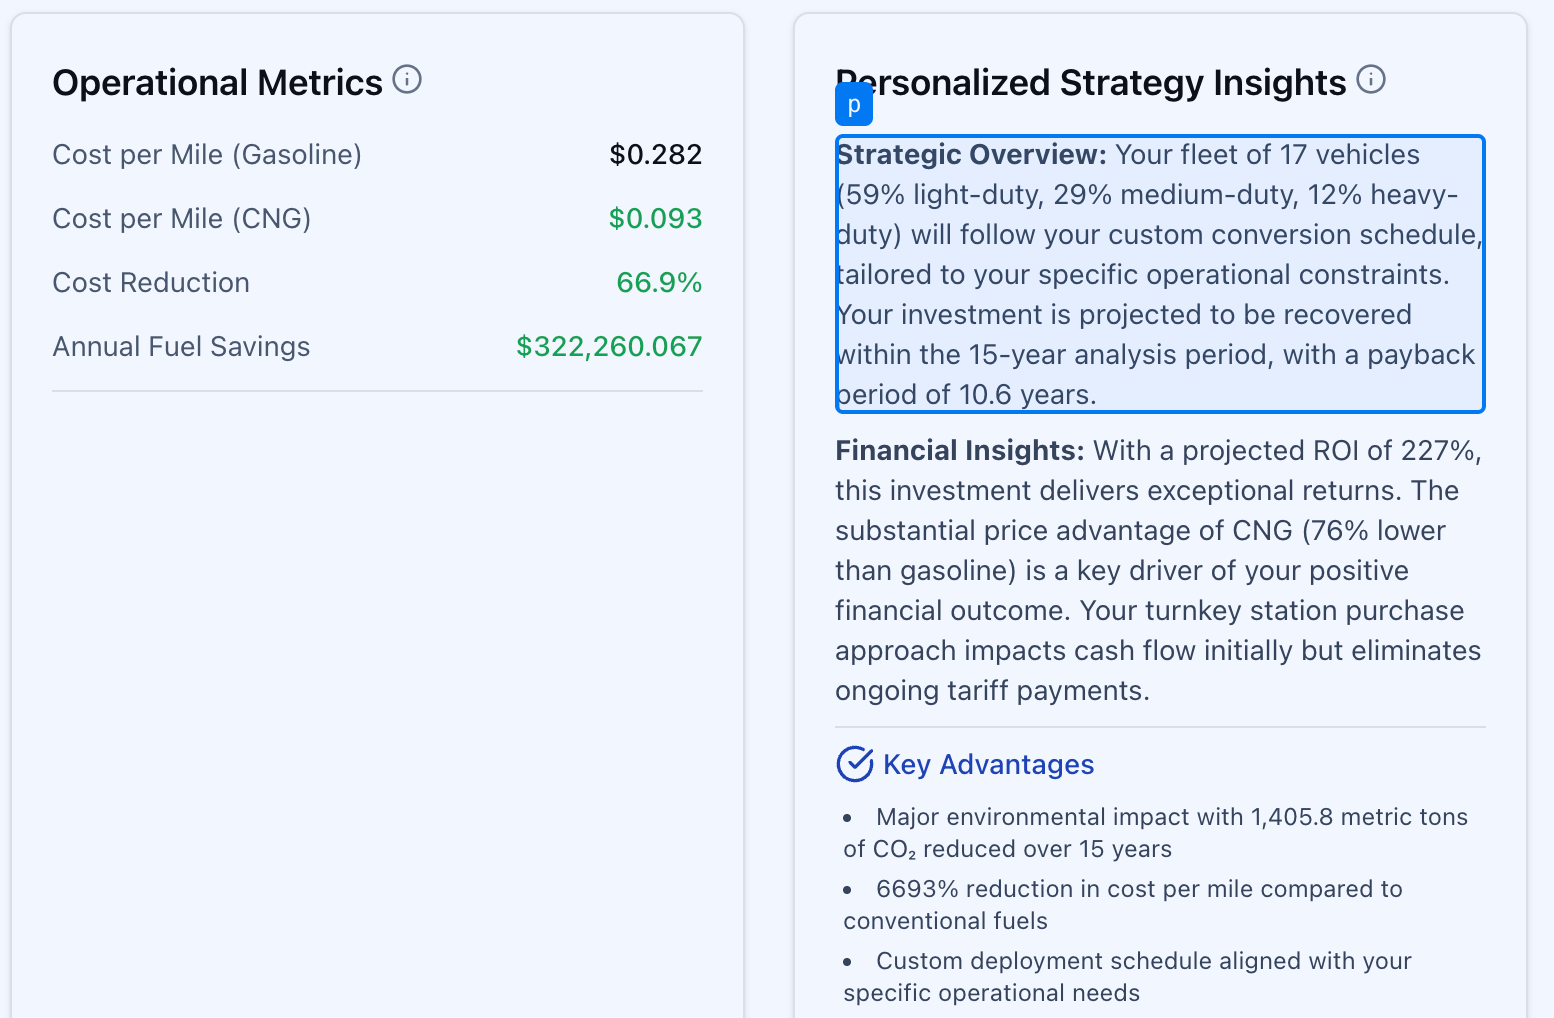 Operational Metrics
Cost per Mile (Gasoline) $0.282
Cost per Mile (CNG) $0.093
Cost Reduction 66.9%
Annual Fuel Savings $322,260.067
Personalized Strategy Insights
p
Strategic Overview: Your fleet of 17 vehicles
(59% light-duty, 29% medium-duty, 12% heavy-
duty) will follow your custom conversion schedule,
tailored to your specific operational constraints.
Your investment is projected to be recovered
within the 15-year analysis period, with a payback
period of 10.6 years.
Financial Insights: With a projected ROI of 227%,
this investment delivers exceptional returns. The
substantial price advantage of CNG (76% lower
than gasoline) is a key driver of your positive
financial outcome. Your turnkey station purchase
approach impacts cash flow initially but eliminates
ongoing tariff payments.
Key Advantages
• Major environmental impact with 1,405.8 metric tons
of CO₂ reduced over 15 years
• 6693% reduction in cost per mile compared to
conventional fuels
• Custom deployment schedule aligned with your
specific operational needs